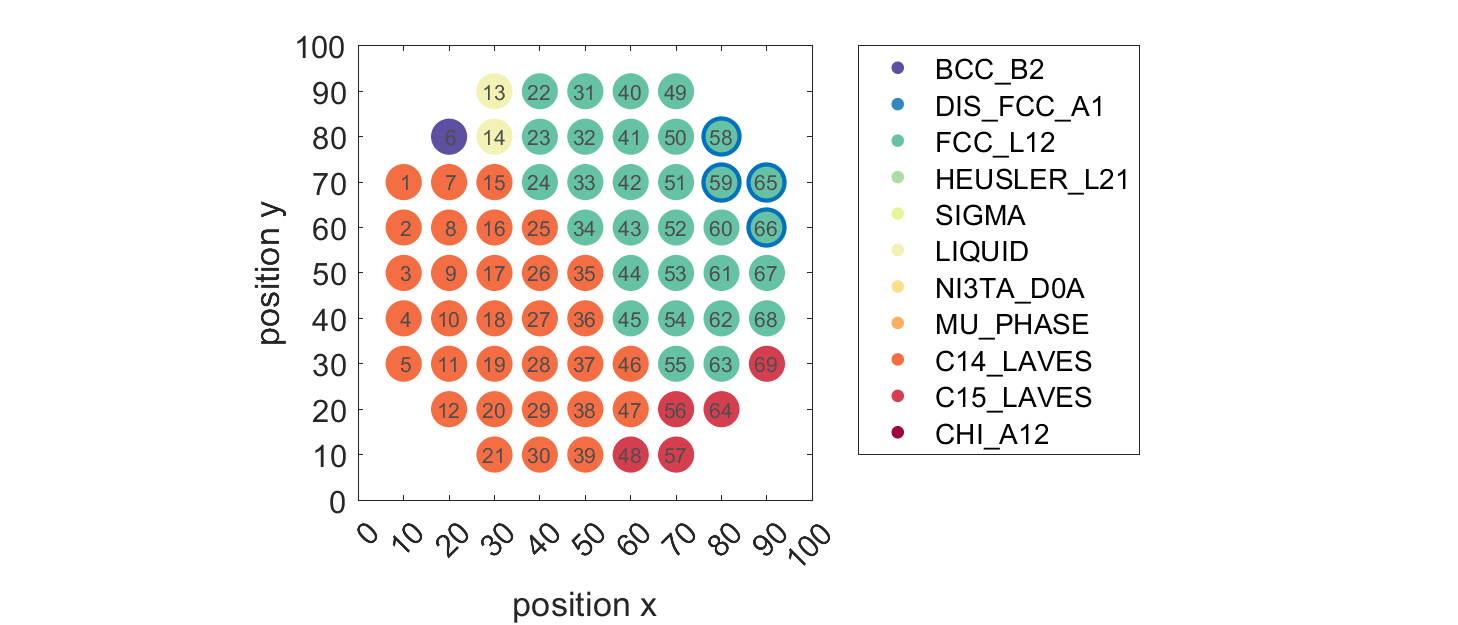 100
90
80
70
60
50
40
30
20
10
0
position y
13 22 31 40 49
6 14 23 32 41 50 58
1 7 15 24 33 42 51 59 65
2 8 16 25 34 43 52 60 66
3 9 17 26 35 44 53 61 67
4 10 18 27 36 45 54 62 68
5 11 19 28 37 46 55 63 69
12 20 29 38 47 56 64
21 30 39 48 57
0 10 20 30 40 50 60 70 80 90 100
position x
BCC_B2
DIS_FCC_A1
FCC_L12
HEUSLER_L21
SIGMA
LIQUID
NI3TA_D0A
MU_PHASE
C14_LAVES
C15_LAVES
CHI_A12